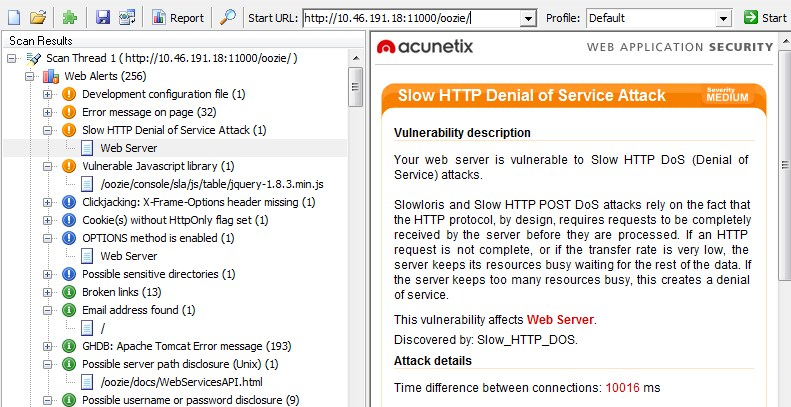 Report
Start URL: http://10.46.191.18:11000/oozie/
Profile: Default
Start
Scan Results
Scan Thread 1 ( http://10.46.191.18:11000/oozie/ )
Web Alerts (256)
Development configuration file (1)
Error message on page (32)
Slow HTTP Denial of Service Attack (1)
Web Server
Vulnerable Javascript library (1)
/oozie/console/sla/js/table/jquery-1.8.3.min.js
Clickjacking: X-Frame-Options header missing (1)
Cookie(s) without HttpOnly flag set (1)
OPTIONS method is enabled (1)
Web Server
Possible sensitive directories (1)
Broken links (13)
Email address found (1)
/
GHDB: Apache Tomcat Error message (193)
Possible server path disclosure (Unix) (1)
/oozie/docs/WebServicesAPI.html
Possible username or password disclosure (9)
acunetix
WEB APPLICATION SECURITY
Slow HTTP Denial of Service Attack
Severity
MEDIUM
Vulnerability description
Your web server is vulnerable to Slow HTTP DoS (Denial of
Service) attacks.
Slowloris and Slow HTTP POST DoS attacks rely on the fact that
the HTTP protocol, by design, requires requests to be completely
received by the server before they are processed. If an HTTP
request is not complete, or if the transfer rate is very low, the
server keeps its resources busy waiting for the rest of the data. If
the server keeps too many resources busy, this creates a denial
of service.
This vulnerability affects Web Server.
Discovered by: Slow_HTTP_DOS.
Attack details
Time difference between connections: 10016 ms